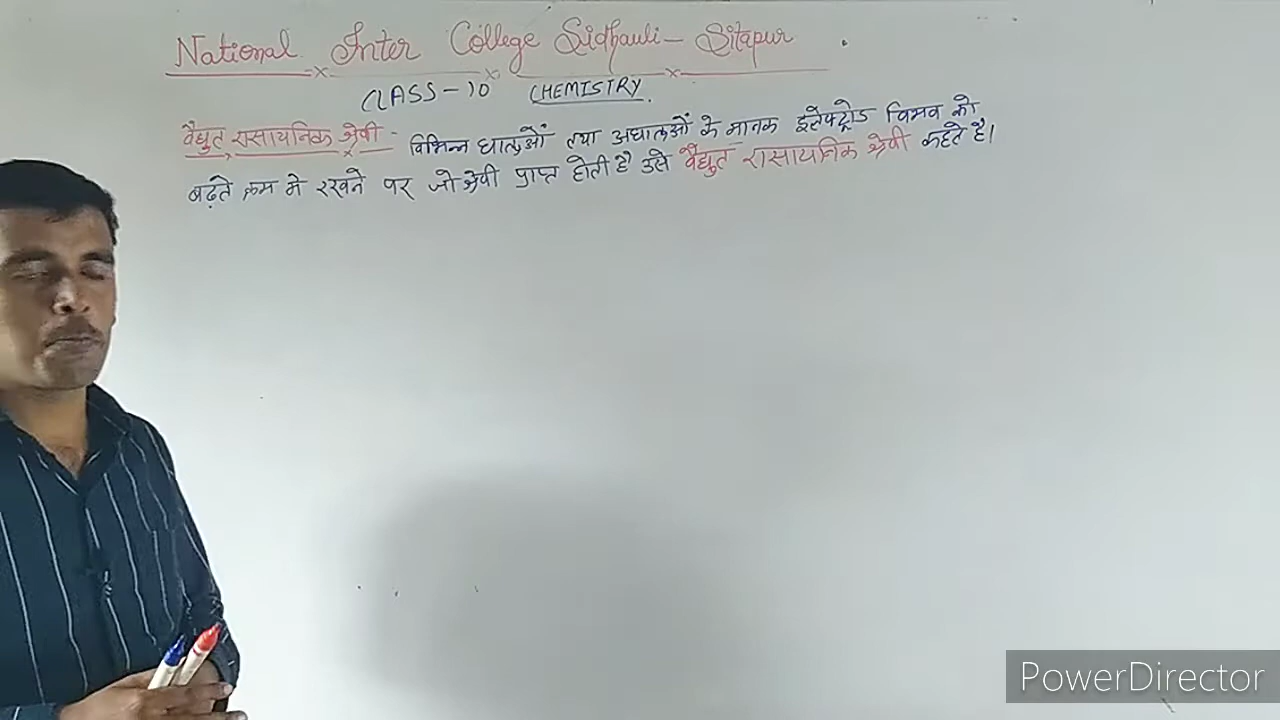 National Inter College Sidhauli - Sitapur .
CLASS-10 CHEMISTRY.
वैद्युत रासायनिक श्रेणी - विभिन्न धातुओं तथा अधातुओं के मानक इलेक्ट्रोड विभव को
बढ़ते क्रम मे रखने पर जो श्रेणी प्राप्त होती है उसे वैद्युत रासायनिक श्रेणी कहते है।
PowerDirector